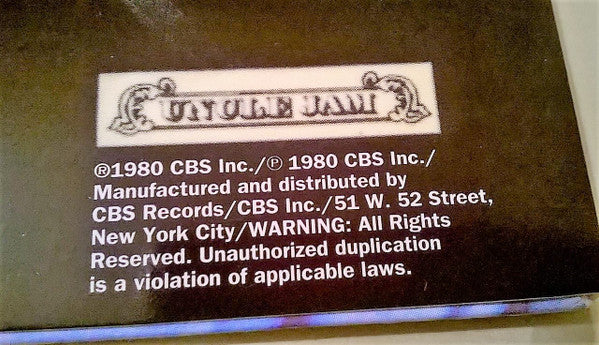 UNCLE JAM
®1980 CBS Inc./℗ 1980 CBS Inc./
Manufactured and distributed by
CBS Records/CBS Inc./51 W. 52 Street,
New York City/WARNING: All Rights
Reserved. Unauthorized duplication
is a violation of applicable laws.